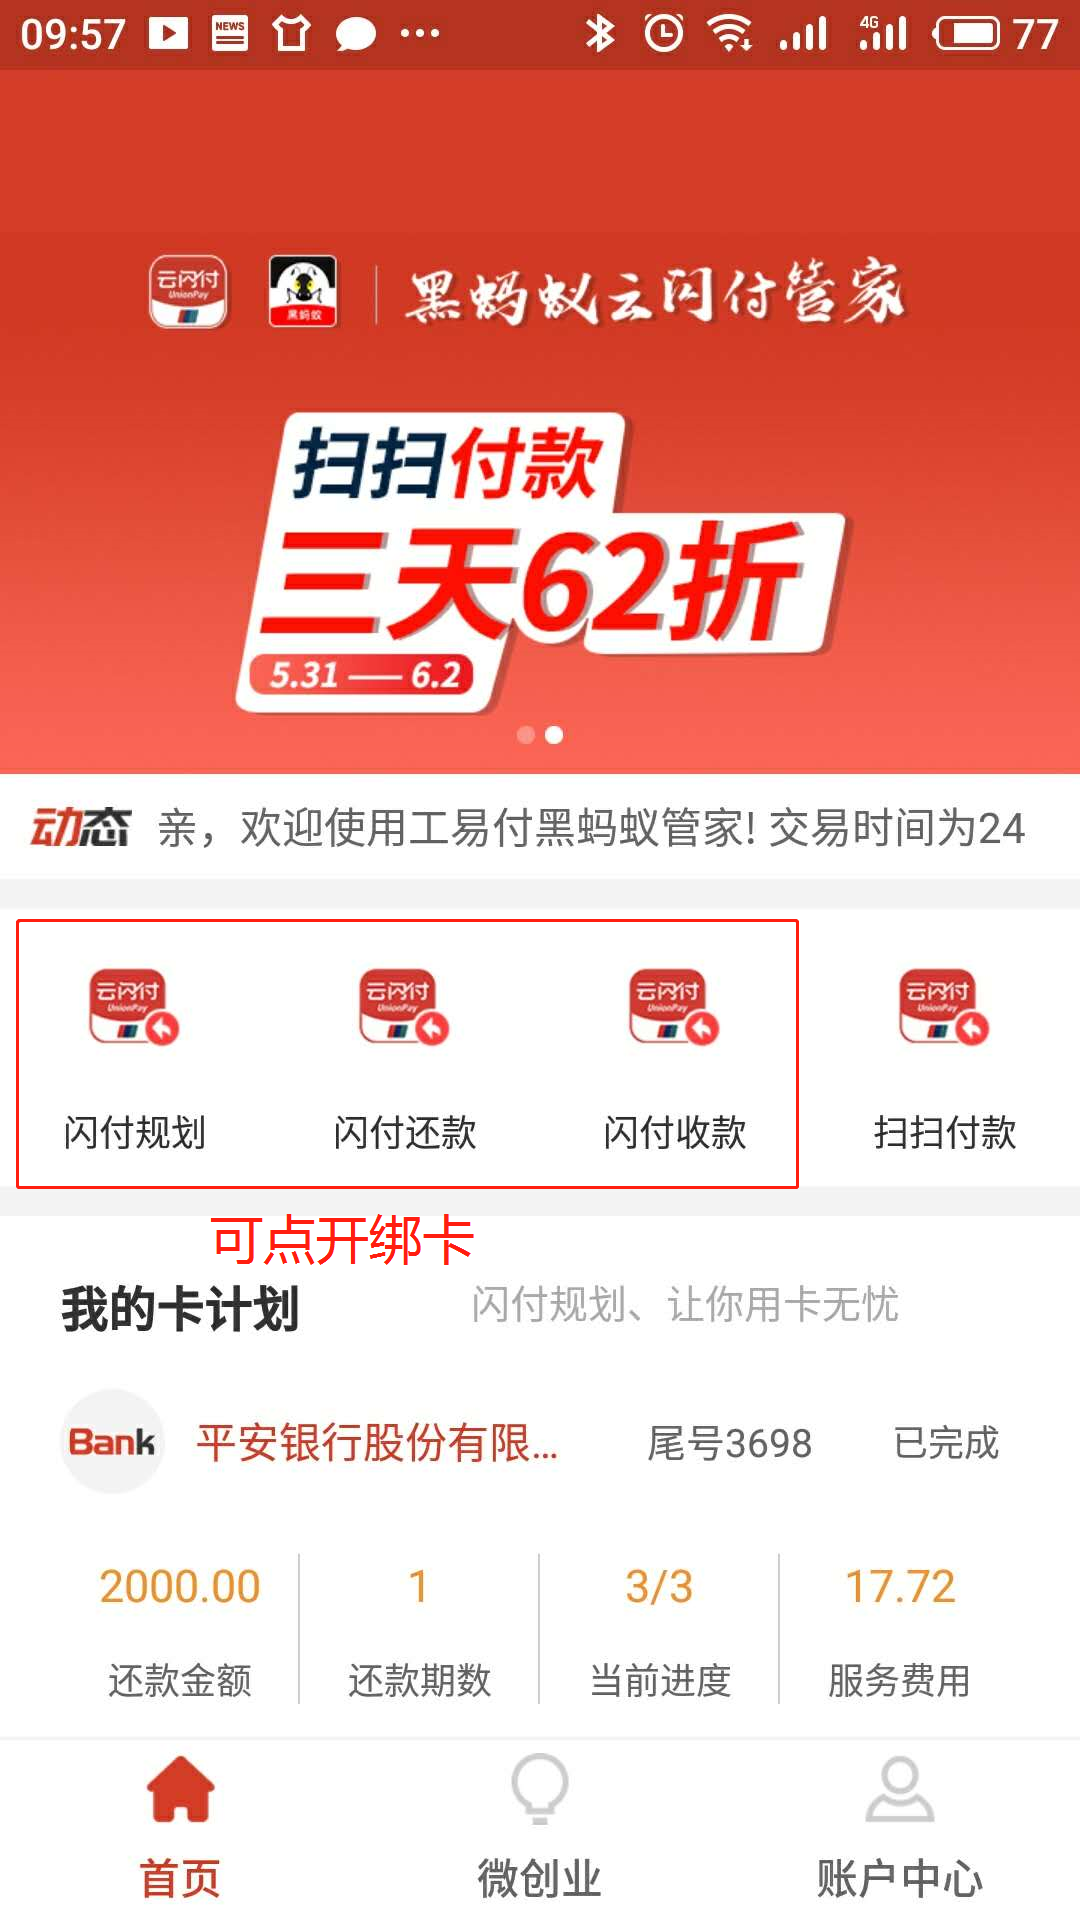 09:57 NEWS 4G 77
云闪付 UnionPay 黑蚂蚁 黑蚂蚁云闪付管家
扫扫付款
三天62折
5.31 —— 6.2
动态 亲，欢迎使用工易付黑蚂蚁管家! 交易时间为24
云闪付 UnionPay 云闪付 UnionPay 云闪付 UnionPay 云闪付 UnionPay
闪付规划 闪付还款 闪付收款 扫扫付款
可点开绑卡
我的卡计划 闪付规划、让你用卡无忧
Bank 平安银行股份有限... 尾号3698 已完成
2000.00 1 3/3 17.72
还款金额 还款期数 当前进度 服务费用
首页 微创业 账户中心